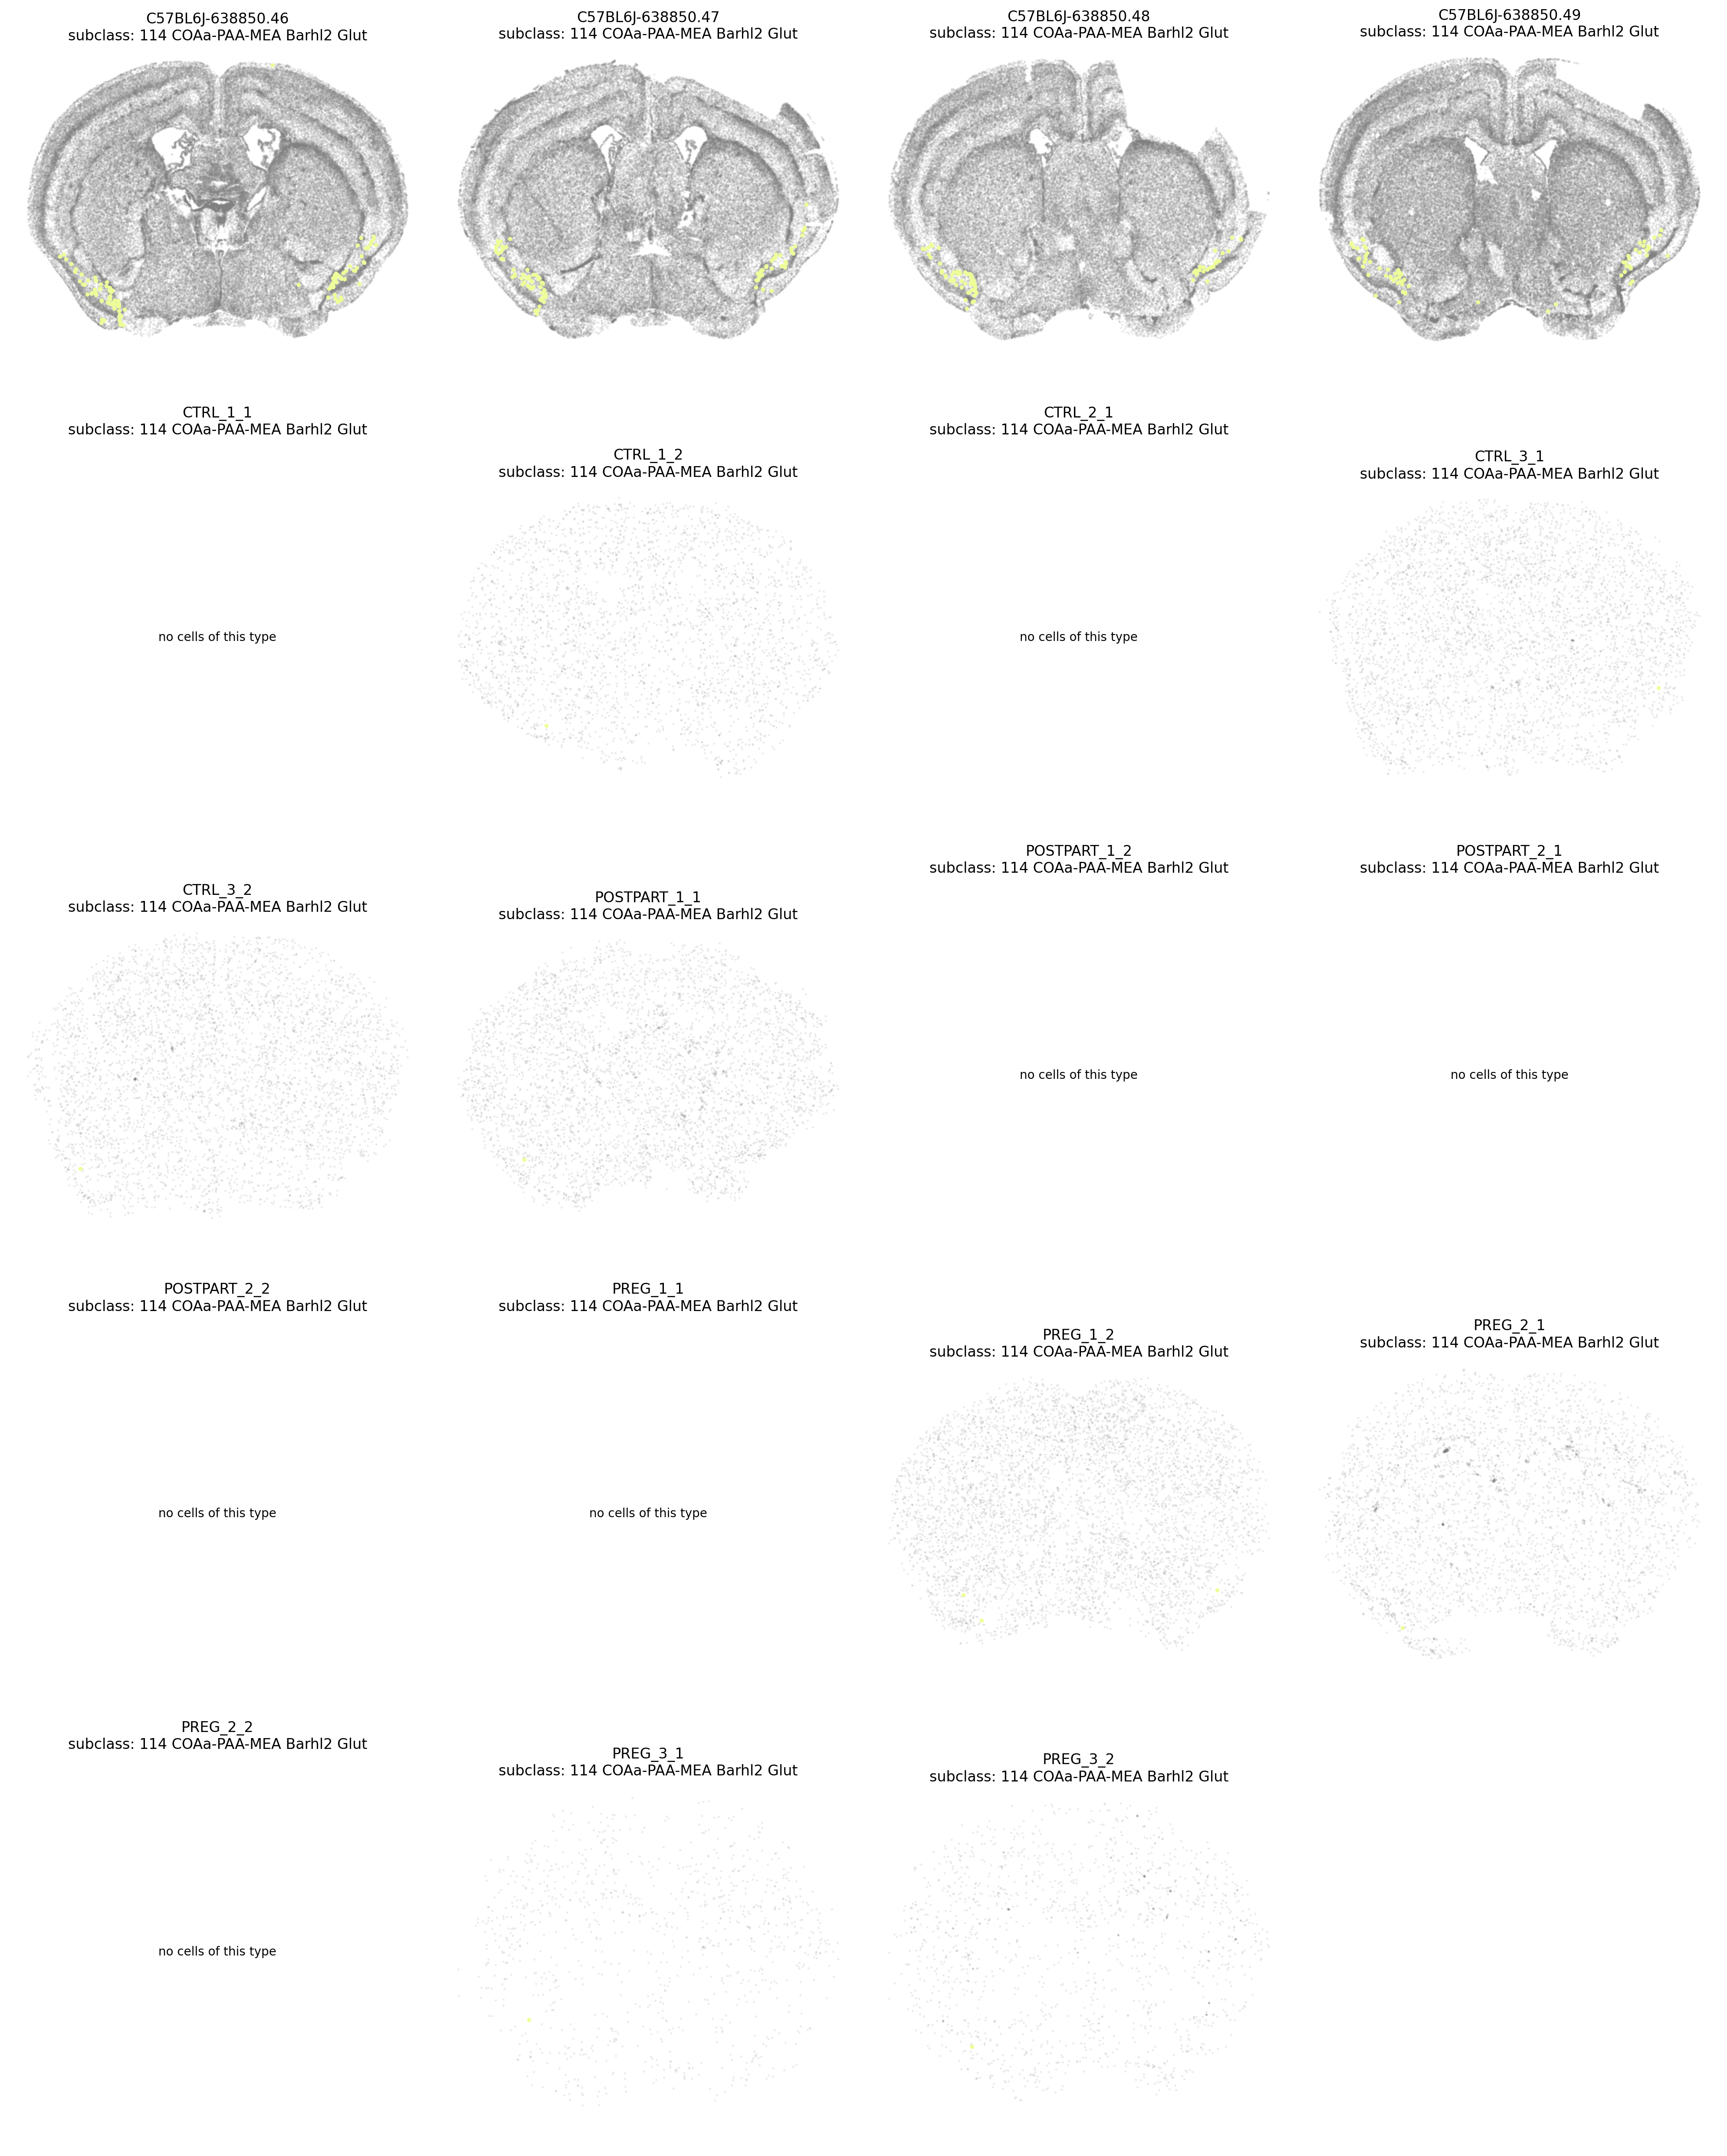 C57BL6J-638850.46
subclass: 114 COAa-PAA-MEA Barhl2 Glut
C57BL6J-638850.47
subclass: 114 COAa-PAA-MEA Barhl2 Glut
C57BL6J-638850.48
subclass: 114 COAa-PAA-MEA Barhl2 Glut
C57BL6J-638850.49
subclass: 114 COAa-PAA-MEA Barhl2 Glut
CTRL_1_1
subclass: 114 COAa-PAA-MEA Barhl2 Glut
no cells of this type
CTRL_1_2
subclass: 114 COAa-PAA-MEA Barhl2 Glut
CTRL_2_1
subclass: 114 COAa-PAA-MEA Barhl2 Glut
no cells of this type
CTRL_3_1
subclass: 114 COAa-PAA-MEA Barhl2 Glut
CTRL_3_2
subclass: 114 COAa-PAA-MEA Barhl2 Glut
POSTPART_1_1
subclass: 114 COAa-PAA-MEA Barhl2 Glut
POSTPART_1_2
subclass: 114 COAa-PAA-MEA Barhl2 Glut
no cells of this type
POSTPART_2_1
subclass: 114 COAa-PAA-MEA Barhl2 Glut
no cells of this type
POSTPART_2_2
subclass: 114 COAa-PAA-MEA Barhl2 Glut
no cells of this type
PREG_1_1
subclass: 114 COAa-PAA-MEA Barhl2 Glut
no cells of this type
PREG_1_2
subclass: 114 COAa-PAA-MEA Barhl2 Glut
PREG_2_1
subclass: 114 COAa-PAA-MEA Barhl2 Glut
PREG_2_2
subclass: 114 COAa-PAA-MEA Barhl2 Glut
no cells of this type
PREG_3_1
subclass: 114 COAa-PAA-MEA Barhl2 Glut
PREG_3_2
subclass: 114 COAa-PAA-MEA Barhl2 Glut